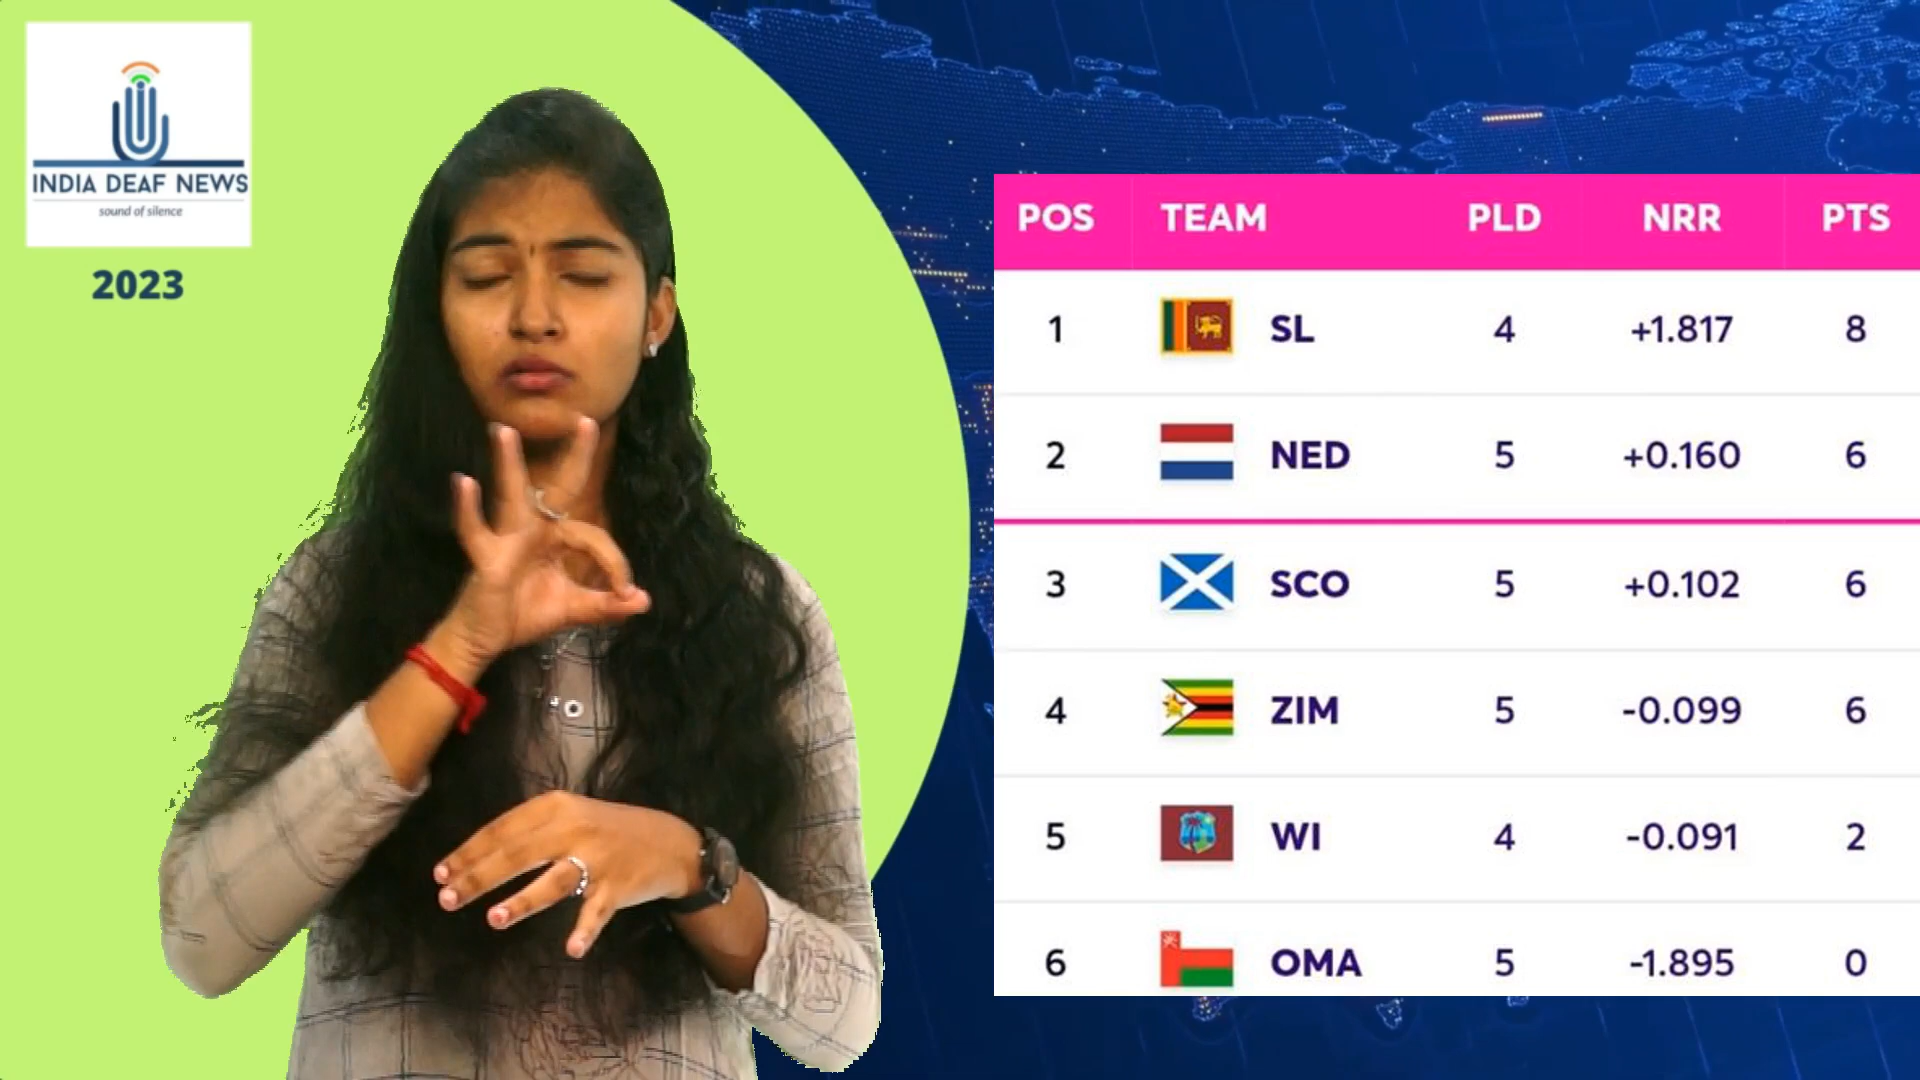 INDIA DEAF NEWS
sound of silence
2023
POS TEAM PLD NRR PTS
1 SL 4 +1.817 8
2 NED 5 +0.160 6
3 SCO 5 +0.102 6
4 ZIM 5 -0.099 6
5 WI 4 -0.091 2
6 OMA 5 -1.895 0